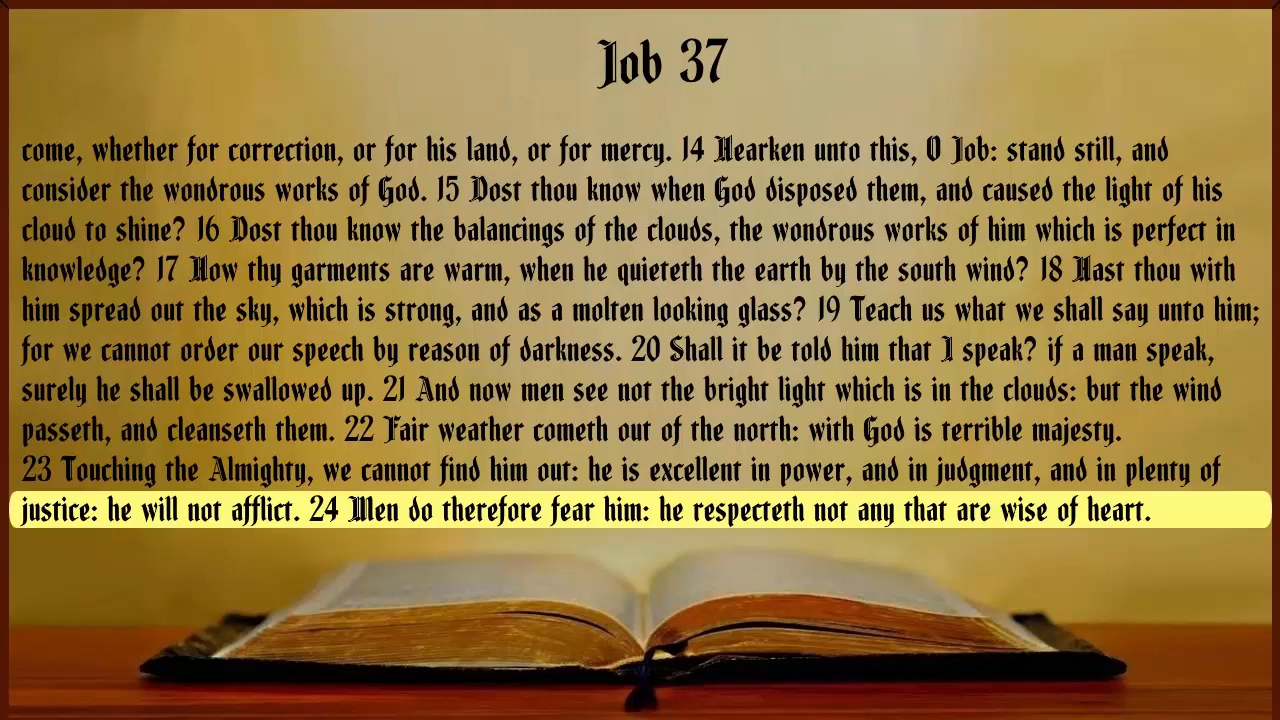 Job 37
come, whether for correction, or for his land, or for mercy. 14 Hearken unto this, O Job: stand still, and
consider the wondrous works of God. 15 Dost thou know when God disposed them, and caused the light of his
cloud to shine? 16 Dost thou know the balancings of the clouds, the wondrous works of him which is perfect in
knowledge? 17 How thy garments are warm, when he quieteth the earth by the south wind? 18 Hast thou with
him spread out the sky, which is strong, and as a molten looking glass? 19 Teach us what we shall say unto him;
for we cannot order our speech by reason of darkness. 20 Shall it be told him that I speak? if a man speak,
surely he shall be swallowed up. 21 And now men see not the bright light which is in the clouds: but the wind
passeth, and cleanseth them. 22 Fair weather cometh out of the north: with God is terrible majesty.
23 Touching the Almighty, we cannot find him out: he is excellent in power, and in judgment, and in plenty of
justice: he will not afflict. 24 Men do therefore fear him: he respecteth not any that are wise of heart.